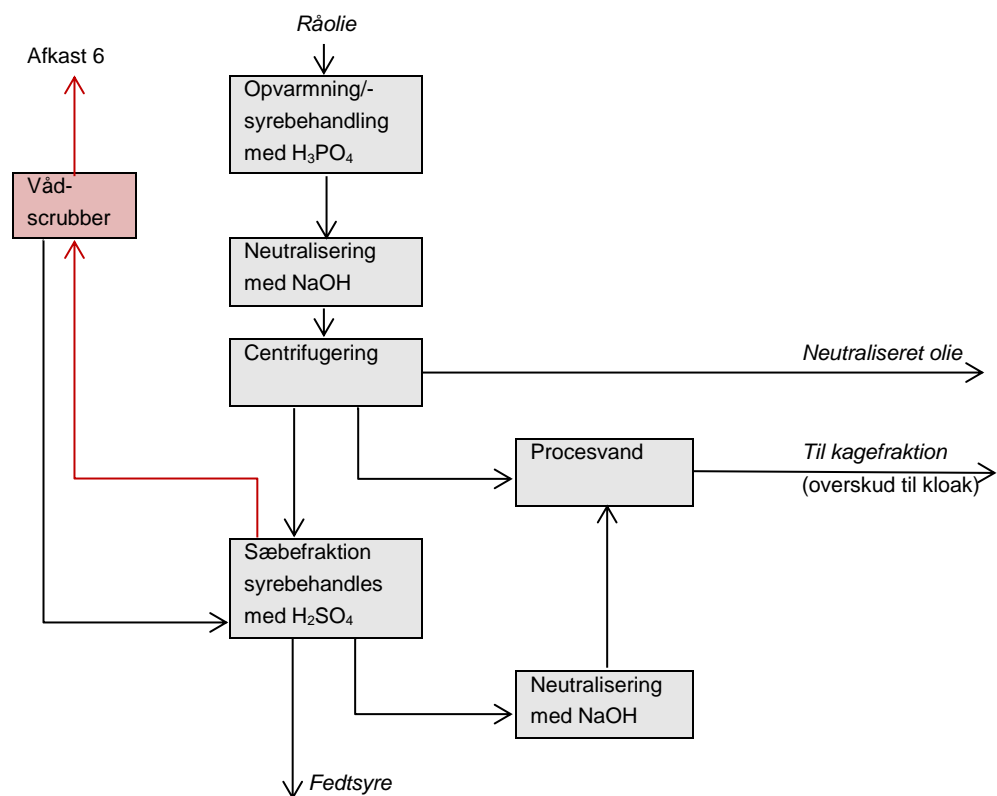 Råolie
Afkast 6
Opvarmning/-
syrebehandling
med H₃PO₄
Våd-
scrubber
Neutralisering
med NaOH
Centrifugering
Neutraliseret olie
Procesvand
Til kagefraktion
(overskud til kloak)
Sæbefraktion
syrebehandles
med H₂SO₄
Neutralisering
med NaOH
Fedtsyre